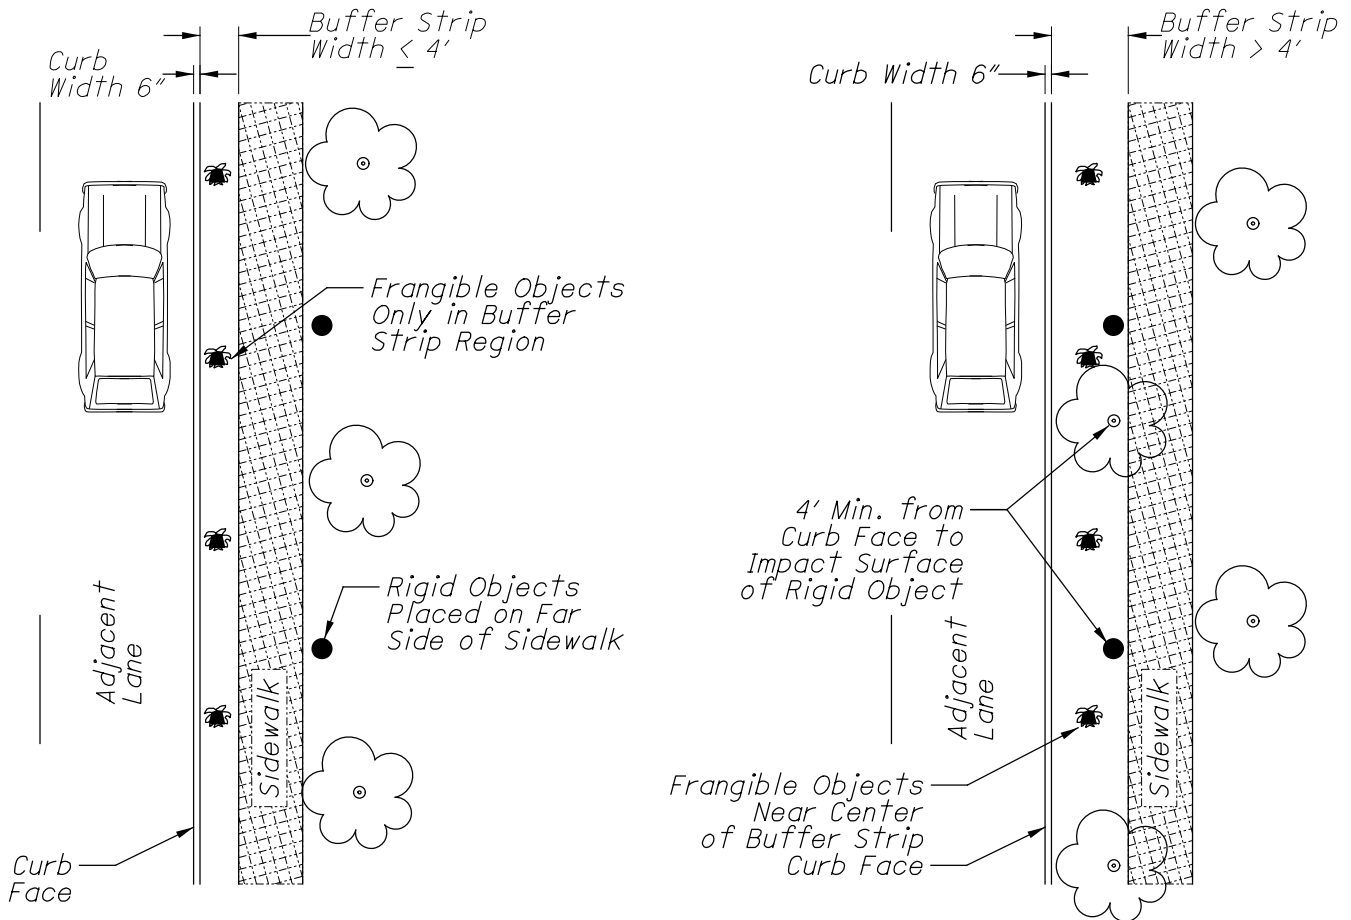 Buffer Strip
Width ≤ 4'
Curb
Width 6"
Frangible Objects
Only in Buffer
Strip Region
Rigid Objects
Placed on Far
Side of Sidewalk
Adjacent
Lane
Sidewalk
Curb
Face
Buffer Strip
Width > 4'
Curb Width 6"
4' Min. from
Curb Face to
Impact Surface
of Rigid Object
Adjacent
Lane
Sidewalk
Frangible Objects
Near Center
of Buffer Strip
Curb Face